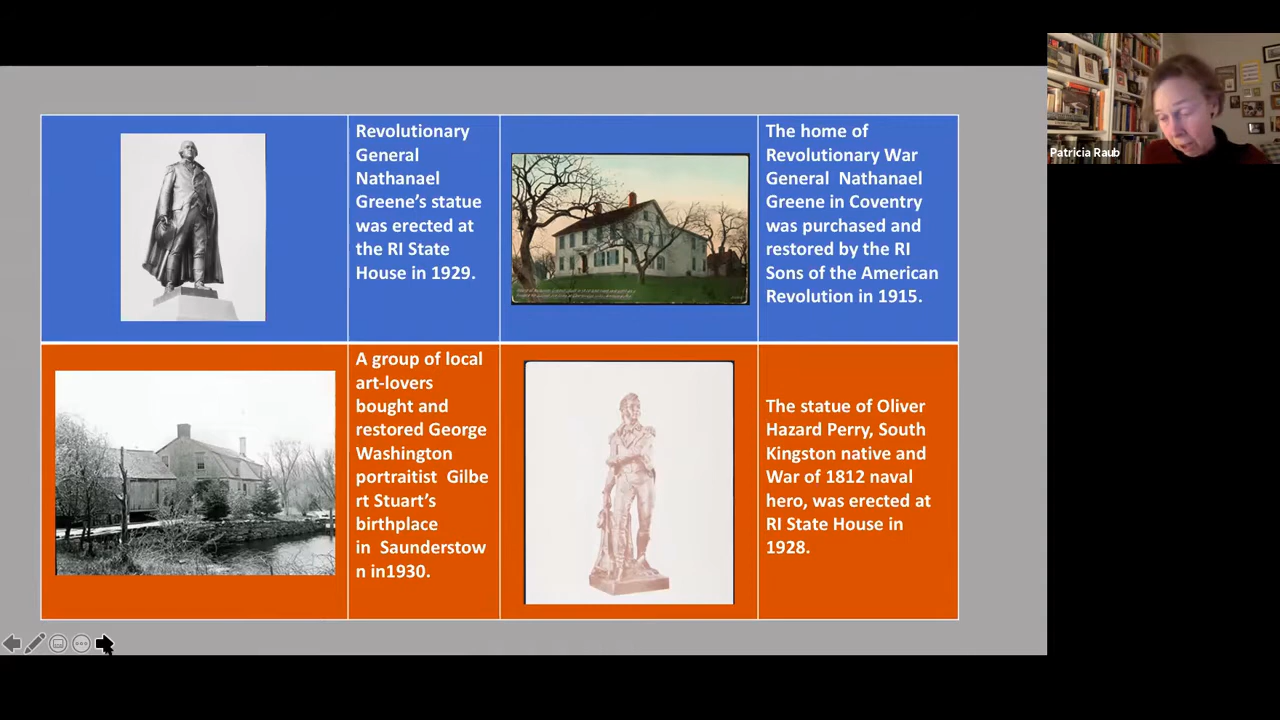 Revolutionary
General
Nathanael
Greene’s statue
was erected at
the RI State
House in 1929.
The home of
Revolutionary War
General  Nathanael
Greene in Coventry
was purchased and
restored by the RI
Sons of the American
Revolution in 1915.
A group of local
art-lovers
bought and
restored George
Washington
portraitist  Gilbe
rt Stuart’s
birthplace
in  Saunderstow
n in1930.
The statue of Oliver
Hazard Perry, South
Kingston native and
War of 1812 naval
hero, was erected at
RI State House in
1928.
Patricia Raub